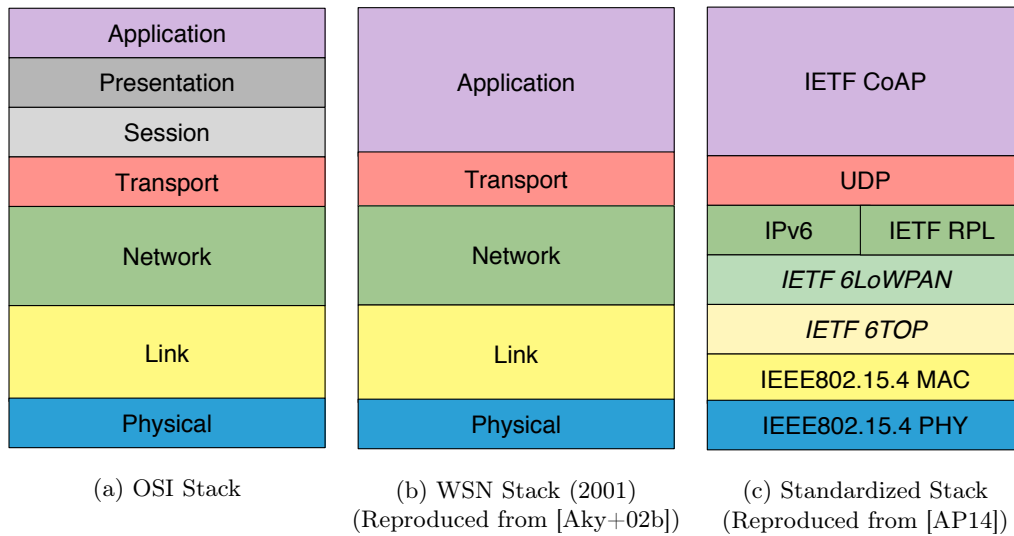 Application
Presentation
Session
Transport
Network
Link
Physical
(a) OSI Stack
Application
Transport
Network
Link
Physical
(b) WSN Stack (2001)
(Reproduced from [Aky+02b])
IETF CoAP
UDP
IPv6
IETF RPL
IETF 6LoWPAN
IETF 6TOP
IEEE802.15.4 MAC
IEEE802.15.4 PHY
(c) Standardized Stack
(Reproduced from [AP14])